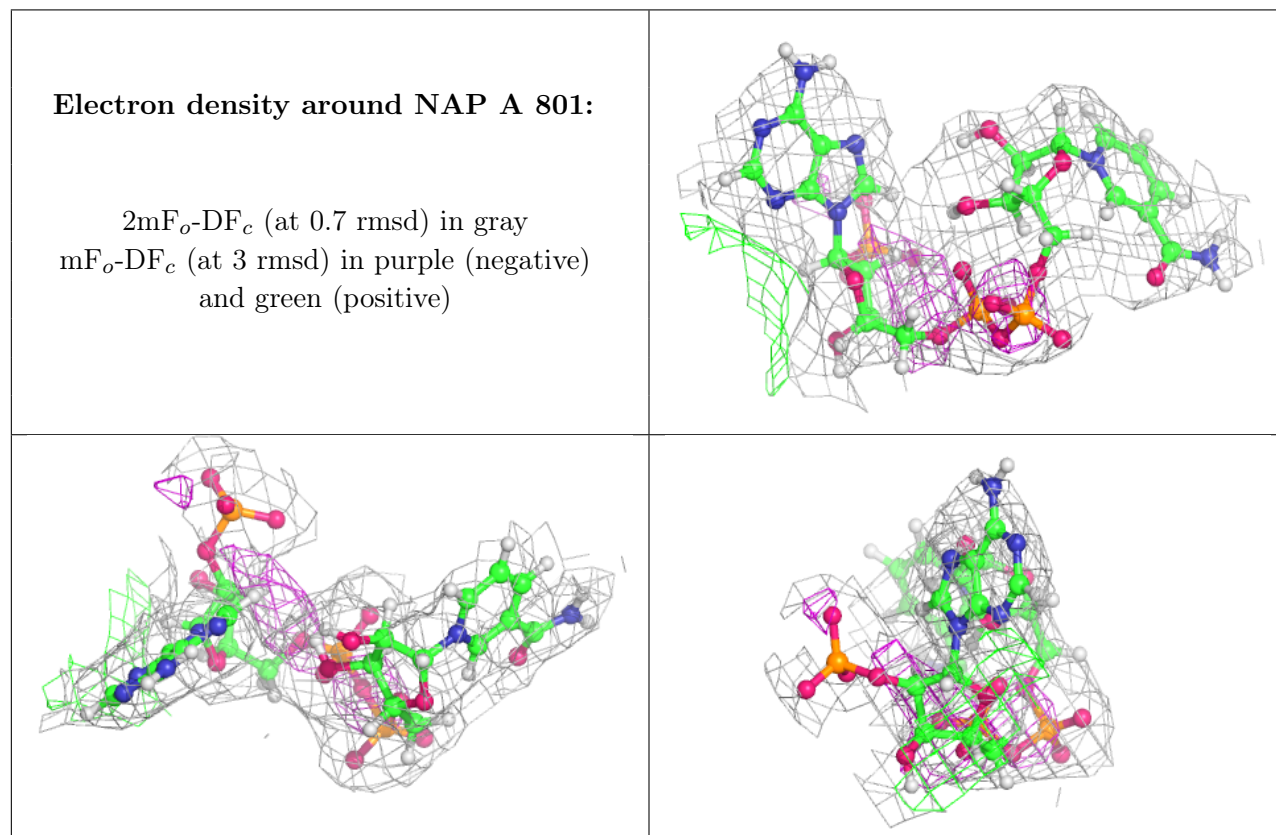 Electron density around NAP A 801:
2mFo-DFc (at 0.7 rmsd) in gray
mFo-DFc (at 3 rmsd) in purple (negative)
and green (positive)